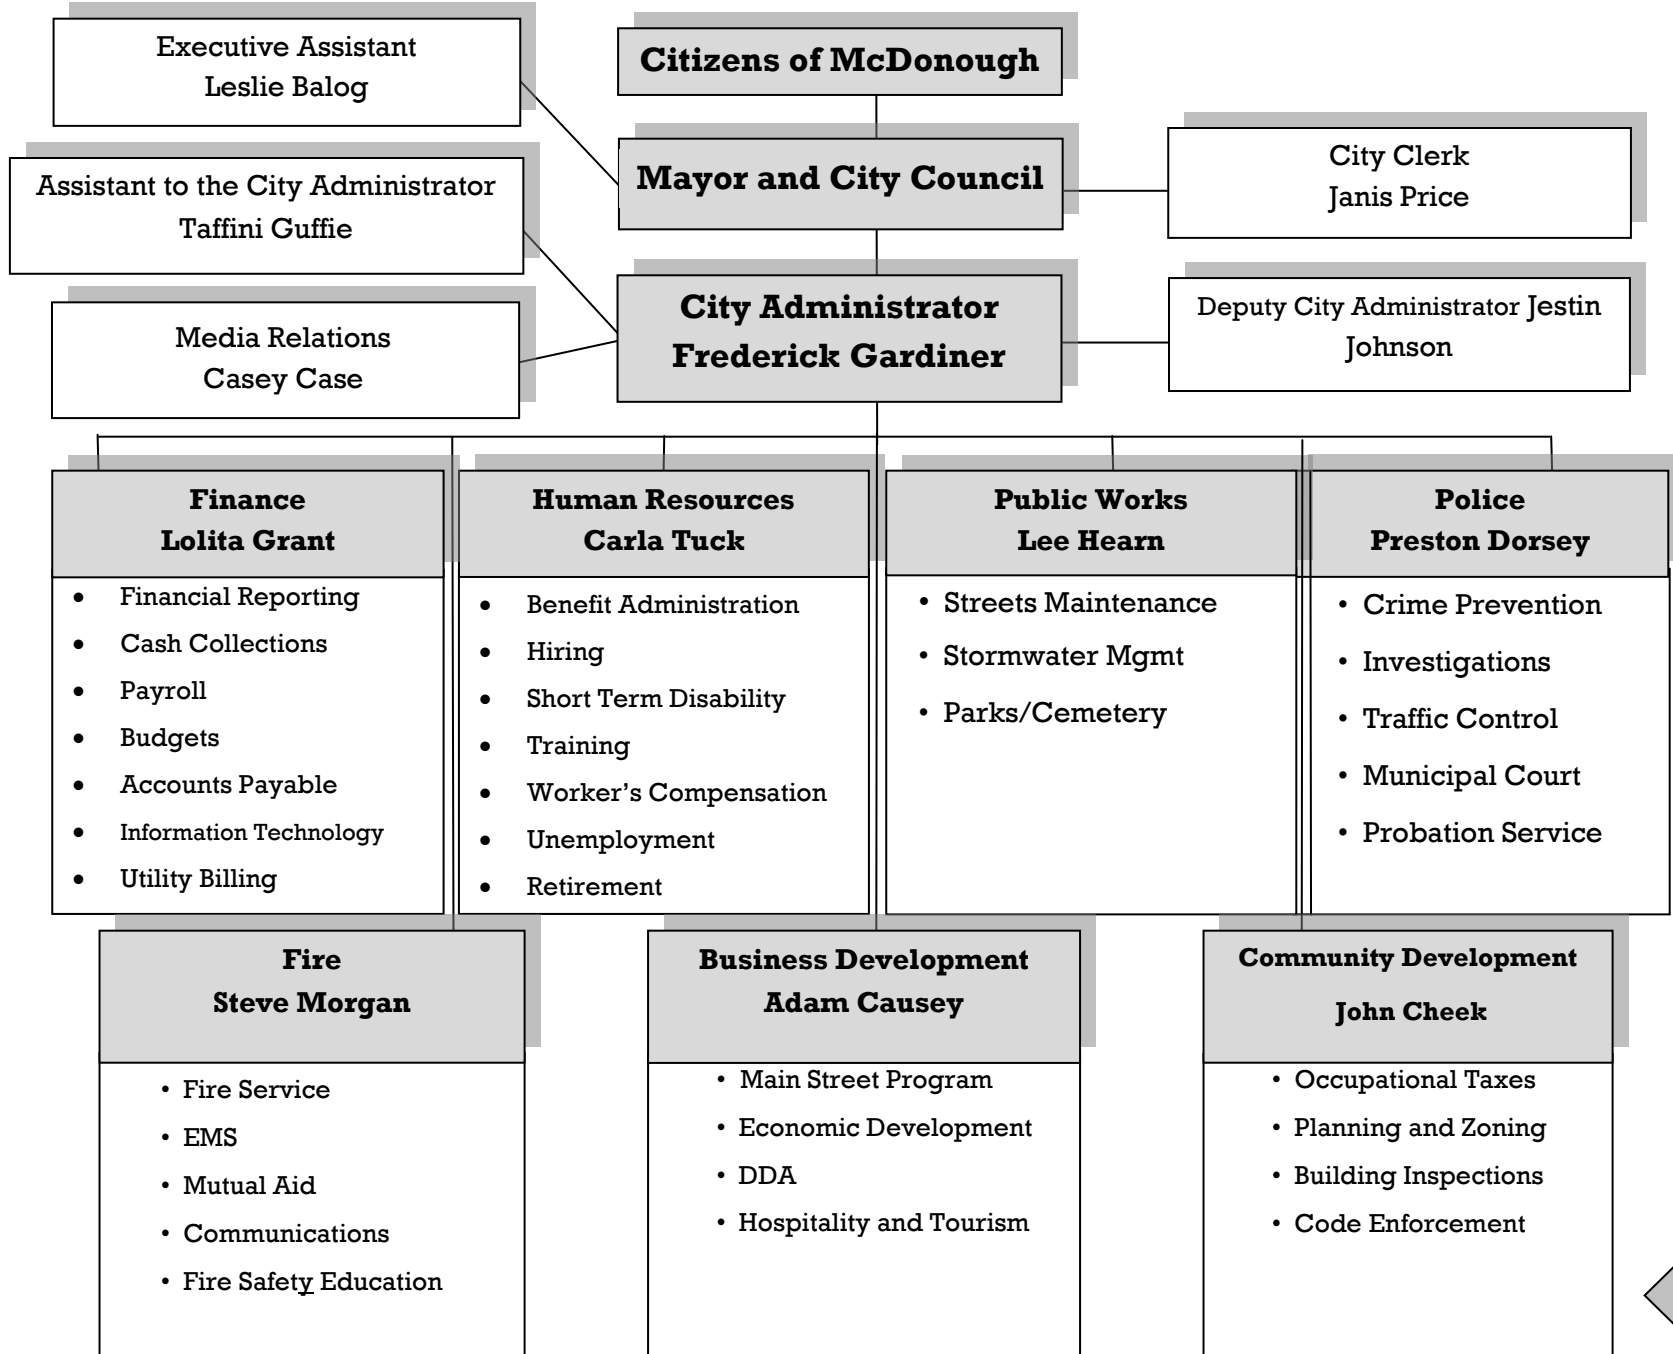 Executive Assistant
Leslie Balog
Citizens of McDonough
Mayor and City Council
City Clerk
Janis Price
Assistant to the City Administrator
Taffini Guffie
City Administrator
Frederick Gardiner
Deputy City Administrator Jestin
Johnson
Media Relations
Casey Case
Finance
Lolita Grant
• Financial Reporting
• Cash Collections
• Payroll
• Budgets
• Accounts Payable
• Information Technology
• Utility Billing
Human Resources
Carla Tuck
• Benefit Administration
• Hiring
• Short Term Disability
• Training
• Worker's Compensation
• Unemployment
• Retirement
Public Works
Lee Hearn
• Streets Maintenance
• Stormwater Mgmt
• Parks/Cemetery
Police
Preston Dorsey
• Crime Prevention
• Investigations
• Traffic Control
• Municipal Court
• Probation Service
Fire
Steve Morgan
• Fire Service
• EMS
• Mutual Aid
• Communications
• Fire Safety Education
Business Development
Adam Causey
• Main Street Program
• Economic Development
• DDA
• Hospitality and Tourism
Community Development
John Cheek
• Occupational Taxes
• Planning and Zoning
• Building Inspections
• Code Enforcement